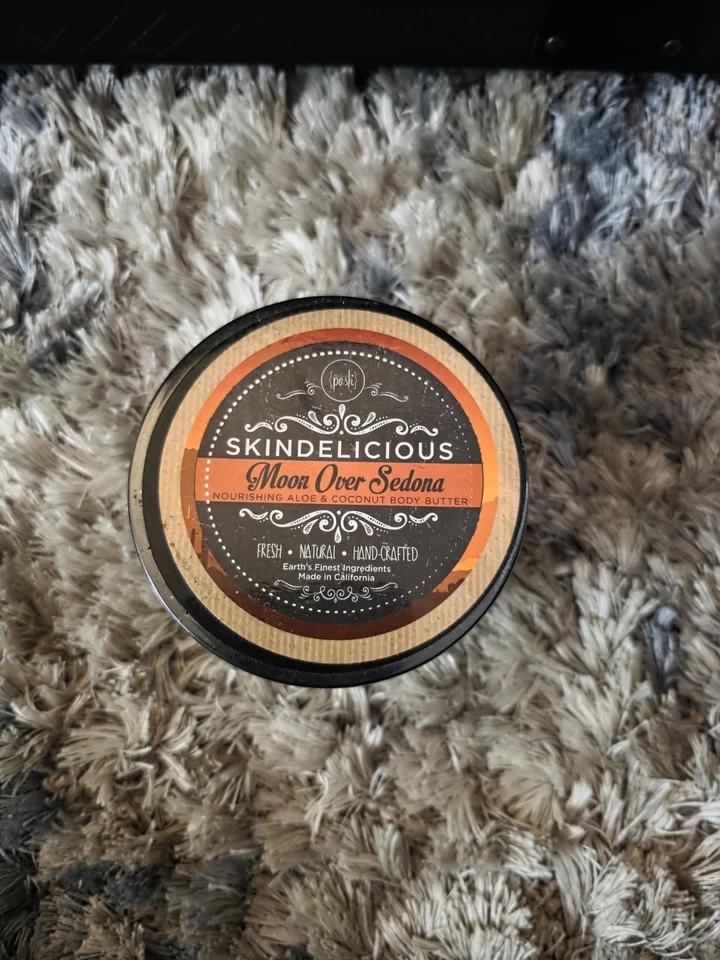 {posh}
SKINDELICIOUS
Moon Over Sedona
NOURISHING ALOE & COCONUT BODY BUTTER
FRESH • NATURAL • HAND-CRAFTED
Earth's Finest Ingredients
Made in California